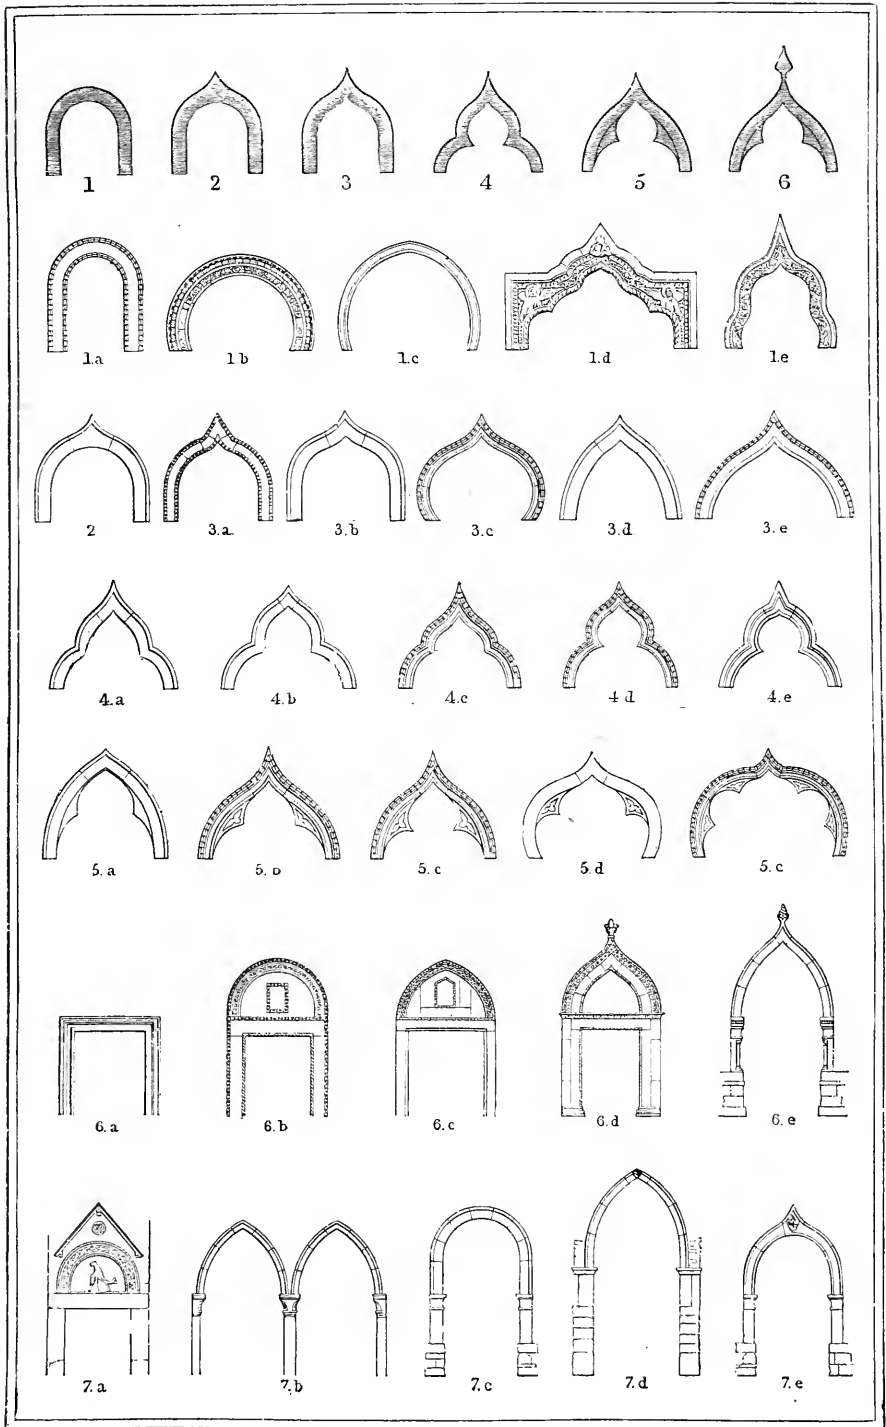 1 2 3 4 5 6
1.a 1.b 1.c 1.d 1.e
2 3.a. 3.b 3.c 3.d. 3.e
4.a 4.b 4.c 4 d 4.e
5. a 5. b 5. c 5. d 5. c
6. a 6. b 6. c 6. d 6. e
7. a 7. b 7. c 7. d 7. e